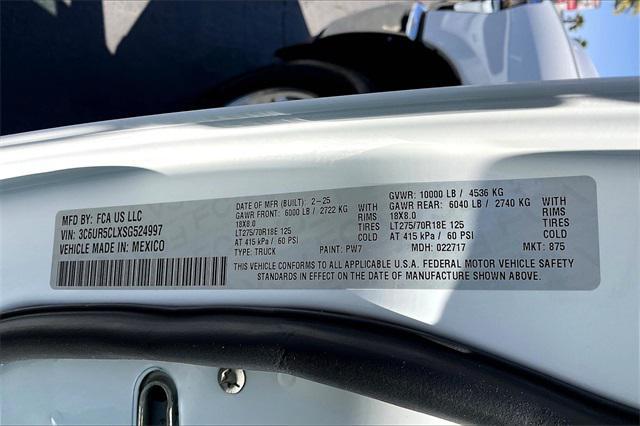 MFD BY: FCA US LLC
VIN: 3C6UR5CLXSG524997
VEHICLE MADE IN: MEXICO
DATE OF MFR (BUILT): 2-25
GAWR FRONT: 6000 LB / 2722 KG WITH
18X8.0 RIMS
LT275/70R18E 125 TIRES
AT 415 kPa / 60 PSI COLD
TYPE: TRUCK PAINT: PW7
GVWR: 10000 LB / 4536 KG
GAWR REAR: 6040 LB / 2740 KG WITH
18X8.0 RIMS
LT275/70R18E 125 TIRES
AT 415 kPa / 60 PSI COLD
MDH: 022717 MKT: 875
THIS VEHICLE CONFORMS TO ALL APPLICABLE U.S.A. FEDERAL MOTOR VEHICLE SAFETY
STANDARDS IN EFFECT ON THE DATE OF MANUFACTURE SHOWN ABOVE.